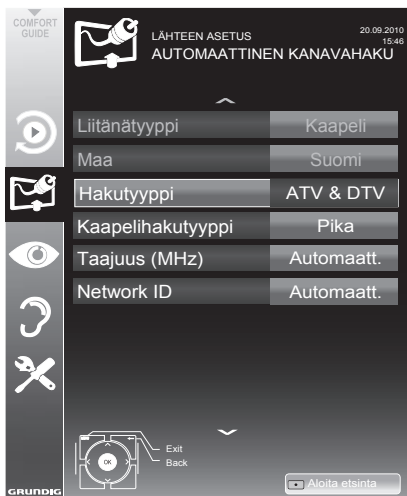 COMFORT
GUIDE
LÄHTEEN ASETUS
20.09.2010
15:46
AUTOMAATTINEN KANAVAHAKU
Liitänätyyppi Kaapeli
Maa Suomi
Hakutyyppi ATV & DTV
Kaapelihakutyyppi Pika
Taajuus (MHz) Automaatt.
Network ID Automaatt.
OK
Exit
Back
Aloita etsinta
GRUNDIG